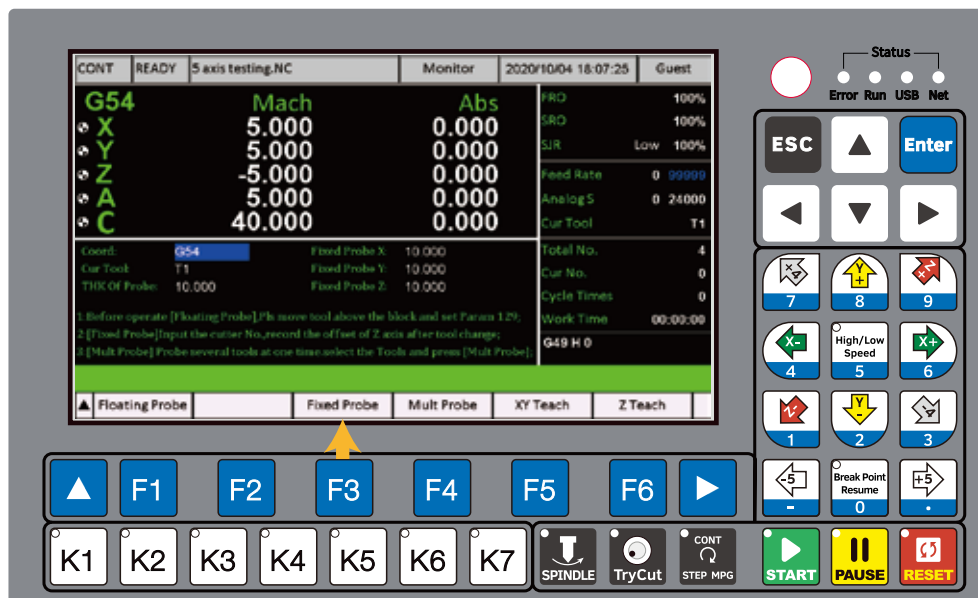 CONT READY 5 axis testing.NC Monitor 2020/10/04 18:07:25 Guest
G54 Mach Abs
X 5.000 0.000
Y 5.000 0.000
Z -5.000 0.000
A 5.000 0.000
C 40.000 0.000
FRO 100%
SRO 100%
SJR Low 100%
Feed Rate 0 99999
Analog S 0 24000
Cur Tool T1
Coord: G54 Fixed Probe X: 10.000
Cur Tool: T1 Fixed Probe Y: 10.000
THK Of Probe: 10.000 Fixed Probe Z: 10.000
1.Before operate [Floating Probe],Pls move tool above the block and set Param 129;
2.[Fixed Probe]Input the cutter No.,record the offset of Z axis after tool change;
3.[Mult Probe] Probe several tools at one time.select the Tools and press [Mult Probe];
Total No. 4
Cur No. 0
Cycle Times 0
Work Time 00:00:00
G49 H 0
Floating Probe Fixed Probe Mult Probe XY Teach Z Teach
Status
Error Run USB Net
ESC Enter
7 Y+ 8 9
X- 4 High/Low Speed 5 X+ 6
Z- 1 Y- 2 3
-5 - Break Point Resume 0 +5 .
F1 F2 F3 F4 F5 F6
K1 K2 K3 K4 K5 K6 K7
SPINDLE TryCut CONT STEP MPG START PAUSE RESET